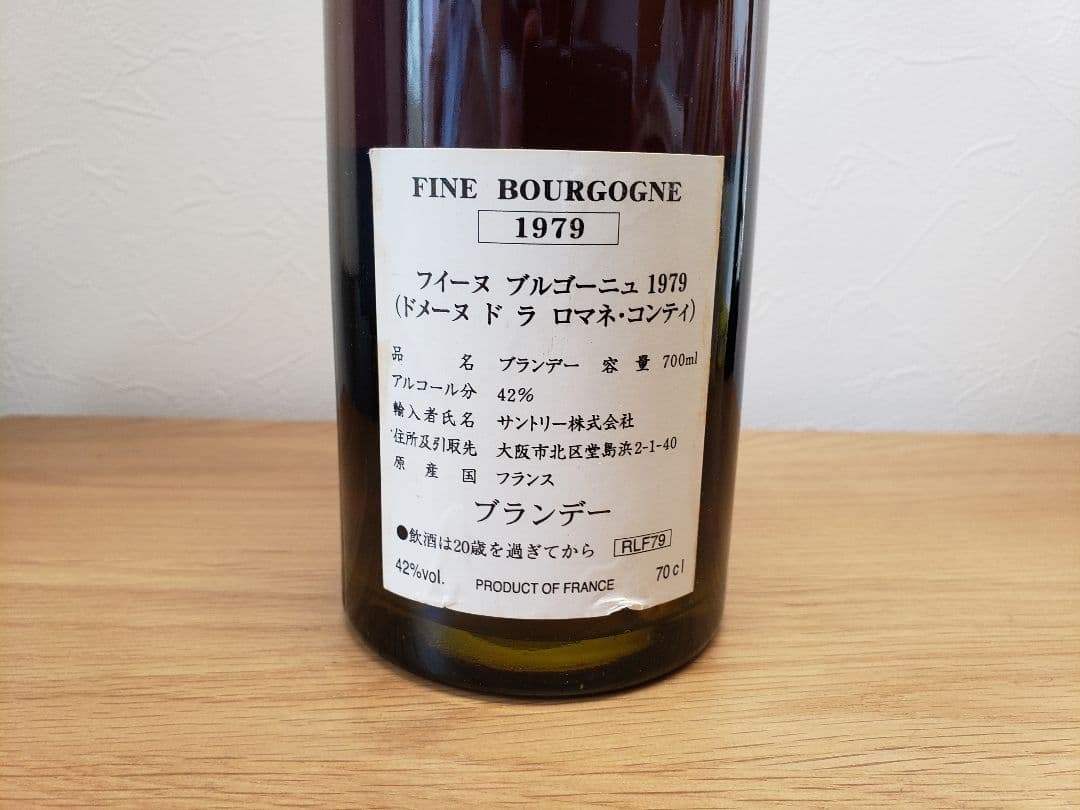 FINE BOURGOGNE
1979
フイーヌ ブルゴーニュ 1979
(ドメーヌ ド ラ ロマネ・コンティ)
品名 ブランデー 容量 700ml
アルコール分 42%
輸入者氏名 サントリー株式会社
住所及引取先 大阪市北区堂島浜2-1-40
原産国 フランス
ブランデー
●飲酒は20歳を過ぎてから RLF79
42%vol. PRODUCT OF FRANCE 70cl